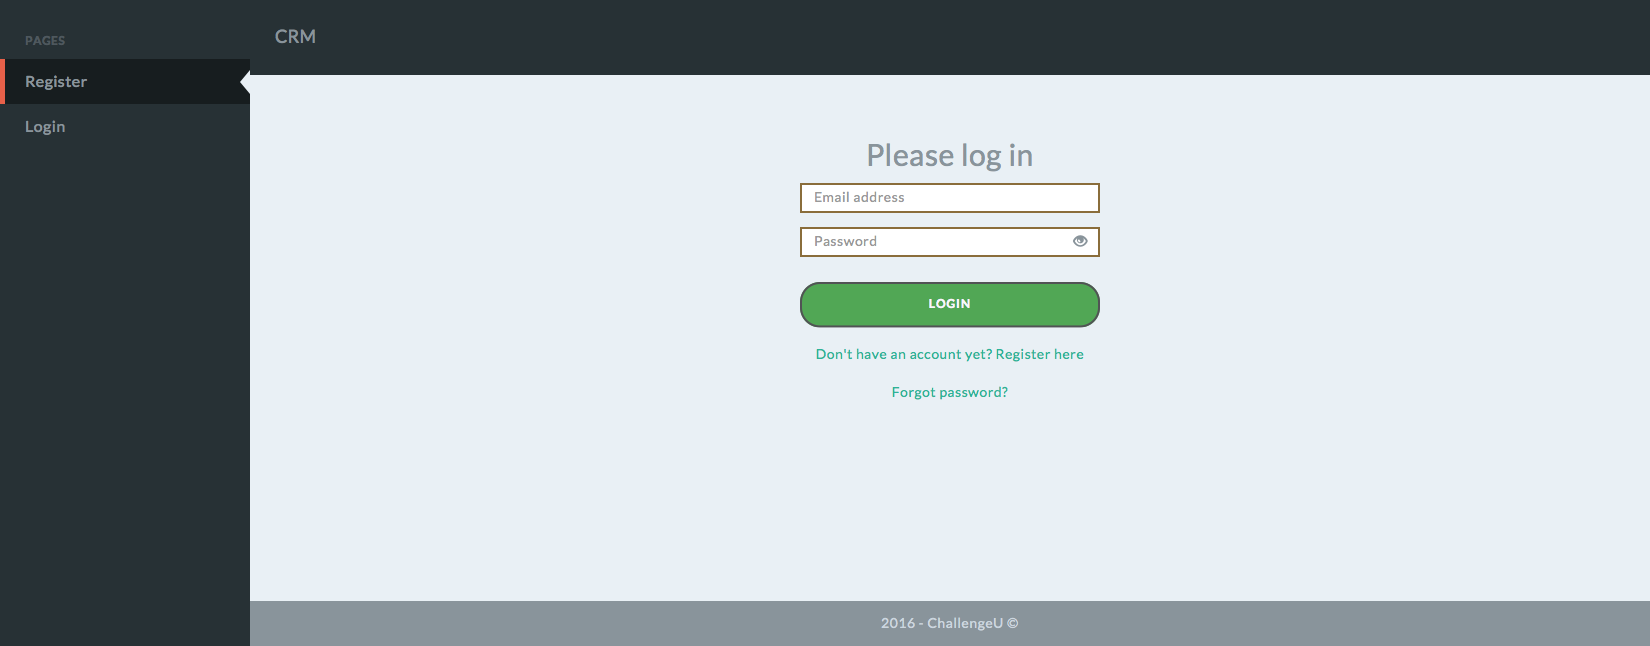 PAGES
Register
Login
CRM
Please log in
Email address
Password
LOGIN
Don't have an account yet? Register here
Forgot password?
2016 - ChallengeU ©